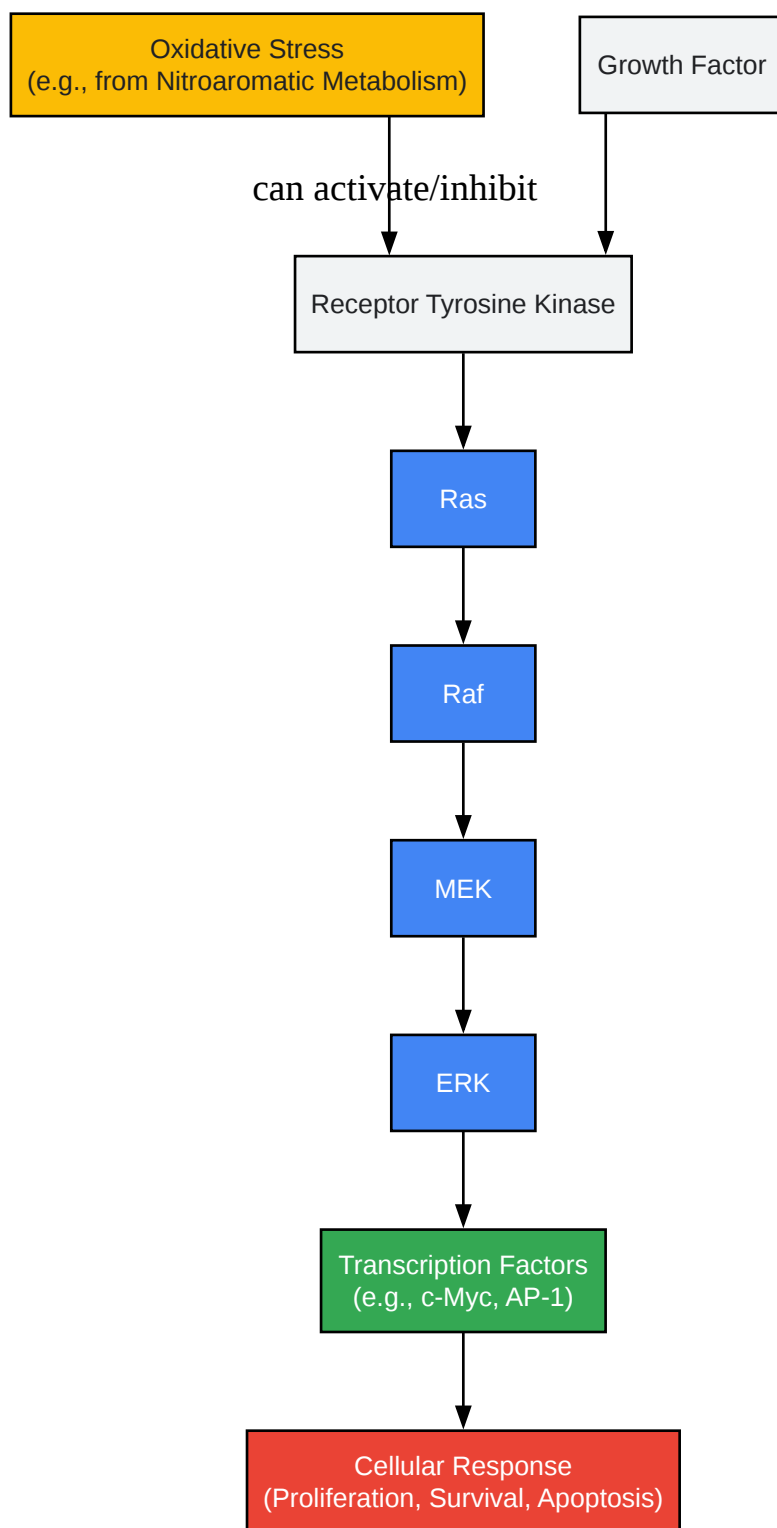 Oxidative Stress
(e.g., from Nitroaromatic Metabolism)
Growth Factor
can activate/inhibit
Receptor Tyrosine Kinase
Ras
Raf
MEK
ERK
Transcription Factors
(e.g., c-Myc, AP-1)
Cellular Response
(Proliferation, Survival, Apoptosis)